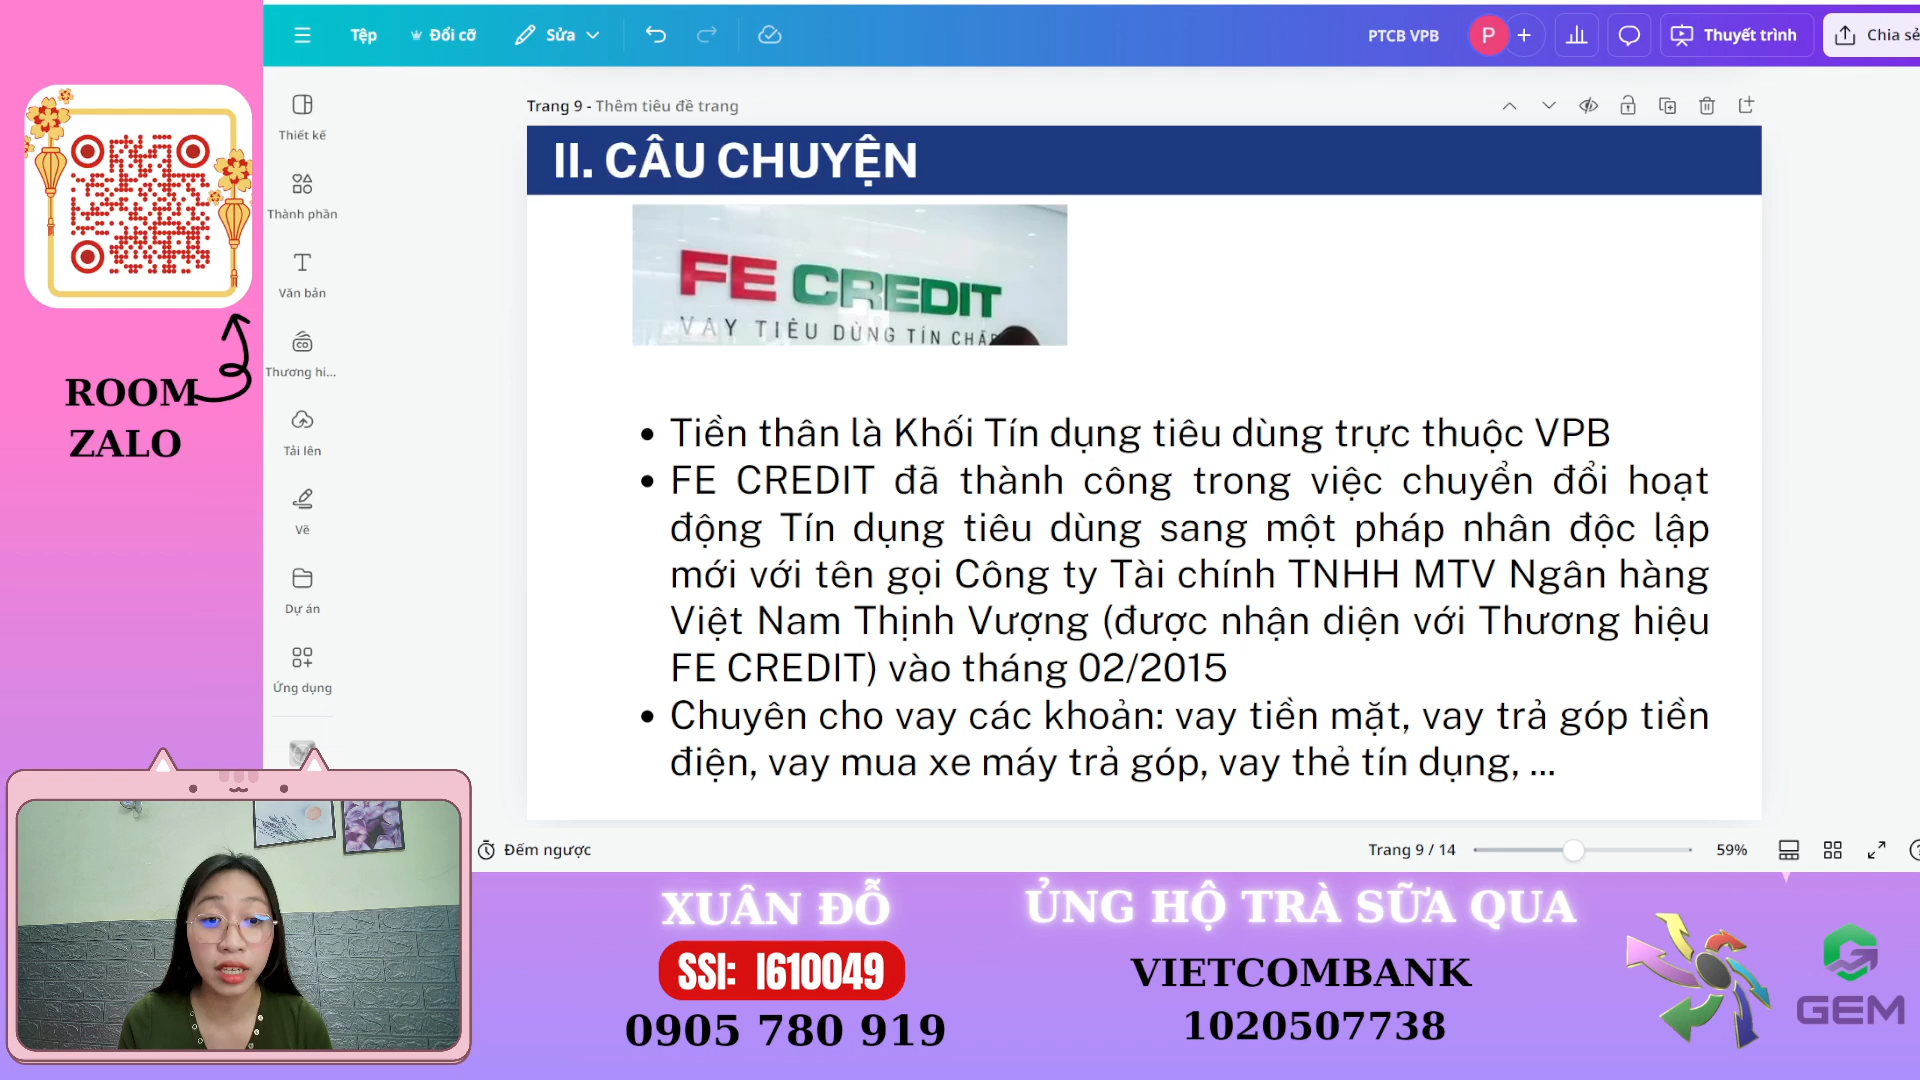 Tệp
Đổi cỡ
Sửa
PTCB VPB
P
Thuyết trình
Chia sẻ
Trang 9 - Thêm tiêu đề trang
Thiết kế
Thành phần
Văn bản
Thương hi...
Tải lên
Vẽ
Dự án
Ứng dụng
ROOM
ZALO
II. CÂU CHUYỆN
FE CREDIT
VAY TIÊU DÙNG TÍN CHẤP
• Tiền thân là Khối Tín dụng tiêu dùng trực thuộc VPB
• FE CREDIT đã thành công trong việc chuyển đổi hoạt
động Tín dụng tiêu dùng sang một pháp nhân độc lập
mới với tên gọi Công ty Tài chính TNHH MTV Ngân hàng
Việt Nam Thịnh Vượng (được nhận diện với Thương hiệu
FE CREDIT) vào tháng 02/2015
• Chuyên cho vay các khoản: vay tiền mặt, vay trả góp tiền
điện, vay mua xe máy trả góp, vay thẻ tín dụng, ...
Đếm ngược
Trang 9 / 14
59%
XUÂN ĐỖ
SSI: I610049
0905 780 919
ỦNG HỘ TRÀ SỮA QUA
VIETCOMBANK
1020507738
GEM